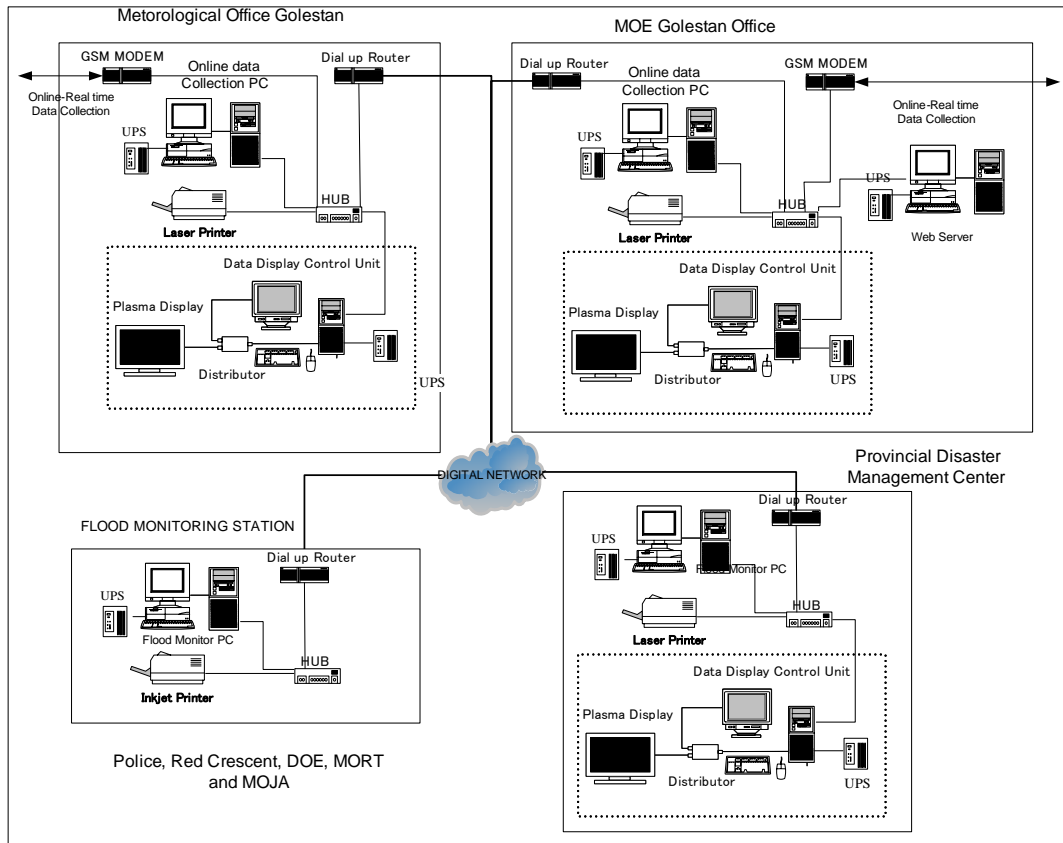 Metorological Office Golestan
GSM MODEM
Online data
Collection PC
Dial up Router
Online-Real time
Data Collection
UPS
HUB
Laser Printer
Data Display Control Unit
Plasma Display
Distributor
UPS
MOE Golestan Office
Dial up Router
Online data
Collection PC
GSM MODEM
Online-Real time
Data Collection
UPS
UPS
HUB
Laser Printer
Web Server
Data Display Control Unit
Plasma Display
Distributor
UPS
DIGITAL NETWORK
FLOOD MONITORING STATION
Dial up Router
UPS
Flood Monitor PC
HUB
Inkjet Printer
Police, Red Crescent, DOE, MORT
and MOJA
Provincial Disaster
Management Center
Dial up Router
UPS
Flood Monitor PC
HUB
Laser Printer
Data Display Control Unit
Plasma Display
Distributor
UPS